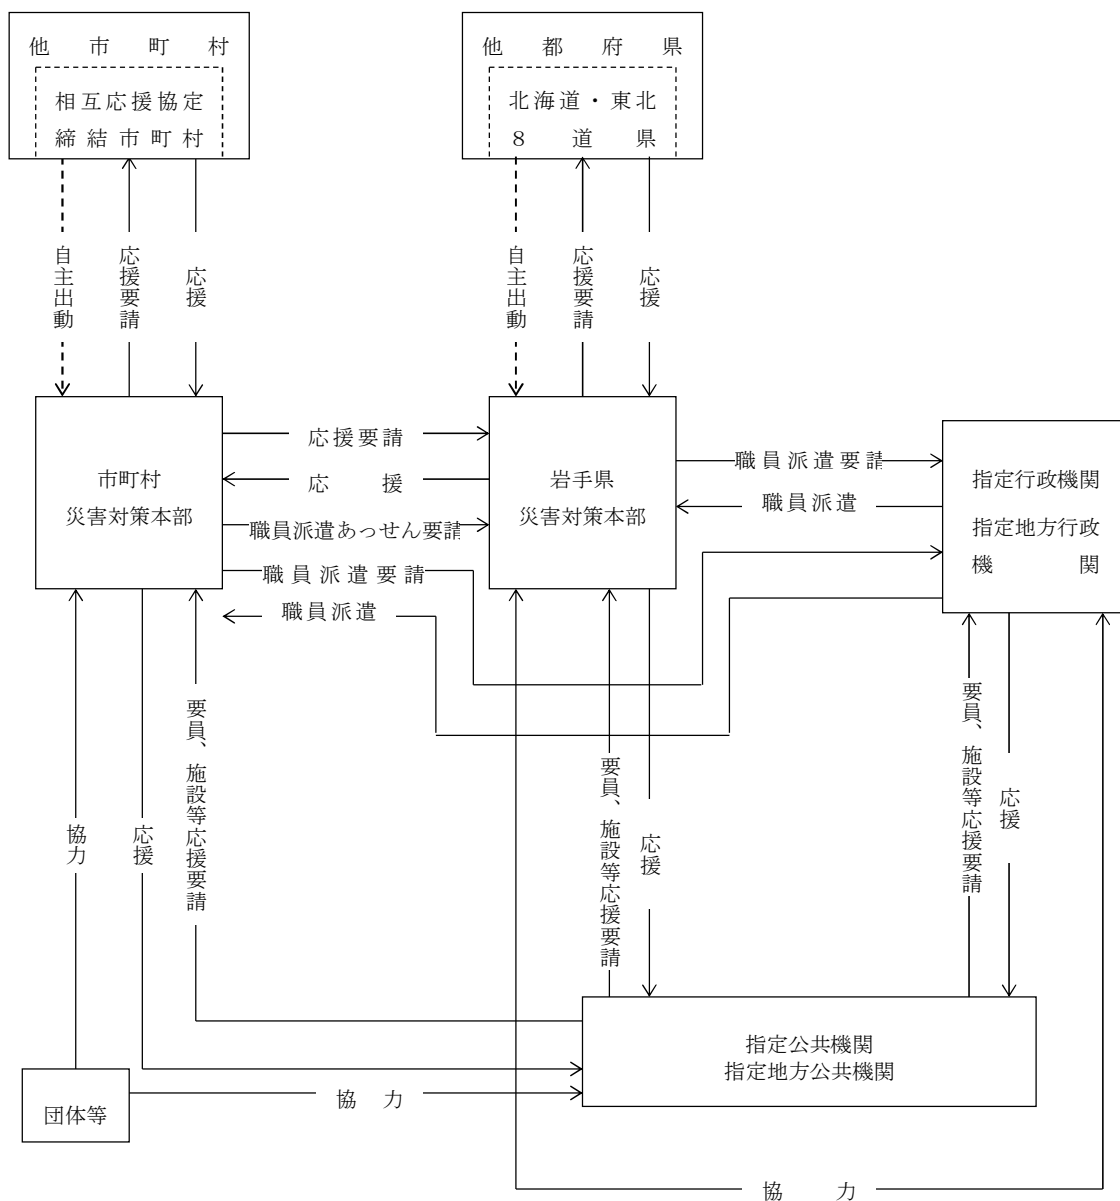 他市町村
相互応援協定
締結市町村
他都府県
北海道・東北
８道県
自主出動
応援要請
応援
自主出動
応援要請
応援
市町村
災害対策本部
応援要請
応援
職員派遣あっせん要請
職員派遣要請
職員派遣
岩手県
災害対策本部
職員派遣要請
職員派遣
指定行政機関
指定地方行政
機関
協力
応援
要員、施設等応援要請
要員、施設等応援要請
応援
要員、施設等応援要請
応援
指定公共機関
指定地方公共機関
団体等
協力
協力